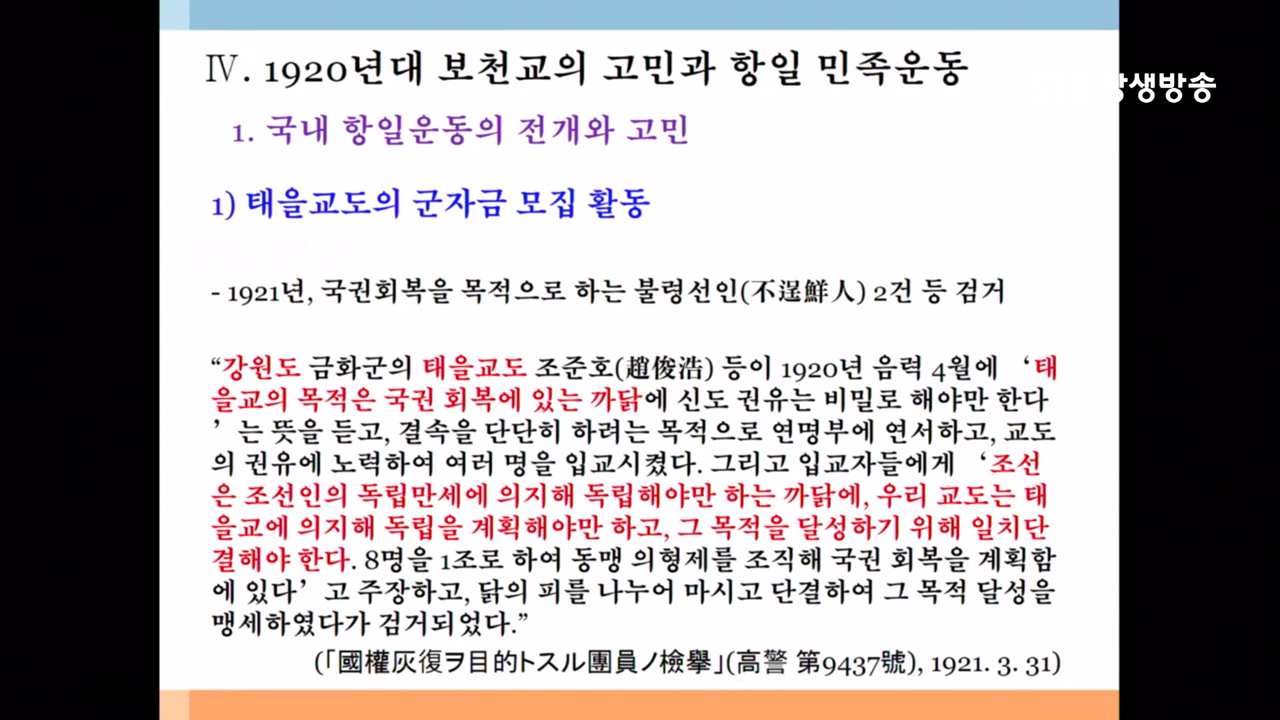 Ⅳ. 1920년대 보천교의 고민과 항일 민족운동
상생방송
1. 국내 항일운동의 전개와 고민
1) 태을교도의 군자금 모집 활동
- 1921년, 국권회복을 목적으로 하는 불령선인(不逞鮮人) 2건 등 검거
“강원도 금화군의 태을교도 조준호(趙俊浩) 등이 1920년 음력 4월에 ‘태
을교의 목적은 국권 회복에 있는 까닭에 신도 권유는 비밀로 해야만 한다
’는 뜻을 듣고, 결속을 단단히 하려는 목적으로 연명부에 연서하고, 교도
의 권유에 노력하여 여러 명을 입교시켰다. 그리고 입교자들에게 ‘조선
은 조선인의 독립만세에 의지해 독립해야만 하는 까닭에, 우리 교도는 태
을교에 의지해 독립을 계획해야만 하고, 그 목적을 달성하기 위해 일치단
결해야 한다. 8명을 1조로 하여 동맹 의형제를 조직해 국권 회복을 계획함
에 있다’고 주장하고, 닭의 피를 나누어 마시고 단결하여 그 목적 달성을
맹세하였다가 검거되었다.”
(「國權灰復ヲ目的トスル團員ノ檢擧」(高警 第9437號), 1921. 3. 31)